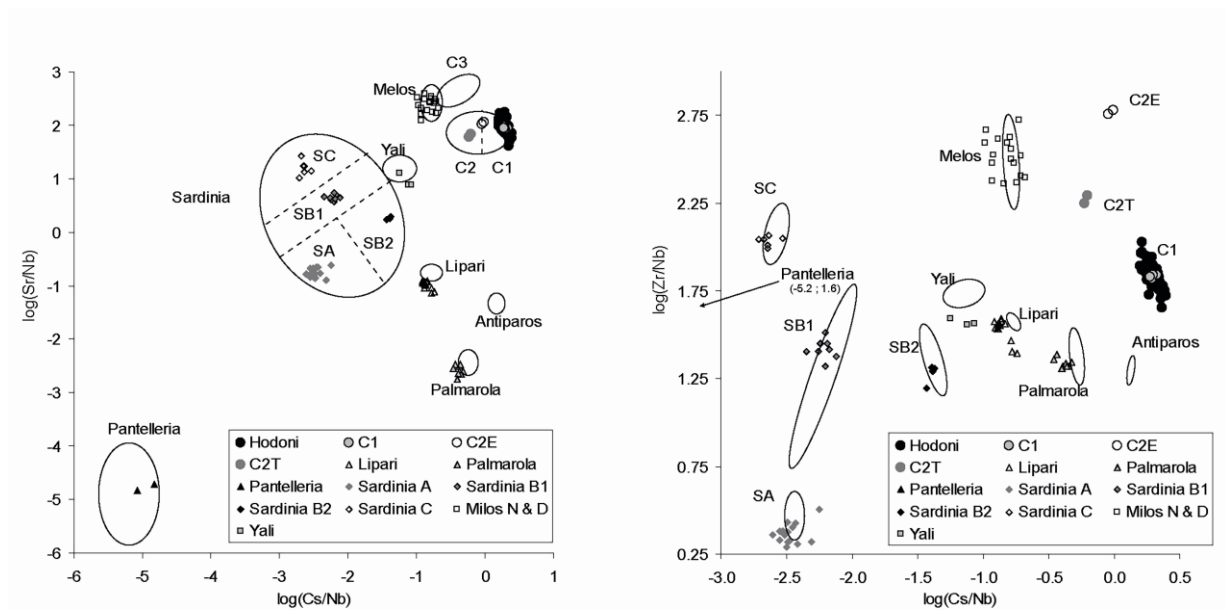 log(Sr/Nb)
3
2
1
0
-1
-2
-3
-4
-5
-6
-6 -5 -4 -3 -2 -1 0 1
log(Cs/Nb)
C3
Melos
Yali
C2 C1
SC
Sardinia
SB1
SB2
SA
Lipari
Antiparos
Palmarola
Pantelleria
Hodoni C1 C2E
C2T Lipari Palmarola
Pantelleria Sardinia A Sardinia B1
Sardinia B2 Sardinia C Milos N & D
Yali
log(Zr/Nb)
2.75
2.25
1.75
1.25
0.75
0.25
-3.0 -2.5 -2.0 -1.5 -1.0 -0.5 0.0 0.5
log(Cs/Nb)
C2E
Melos
SC
C2T
C1
Pantelleria
(-5.2 ; 1.6)
Yali
SB1
Lipari
SB2
Antiparos
Palmarola
SA
Hodoni C1 C2E
C2T Lipari Palmarola
Pantelleria Sardinia A Sardinia B1
Sardinia B2 Sardinia C Milos N & D
Yali